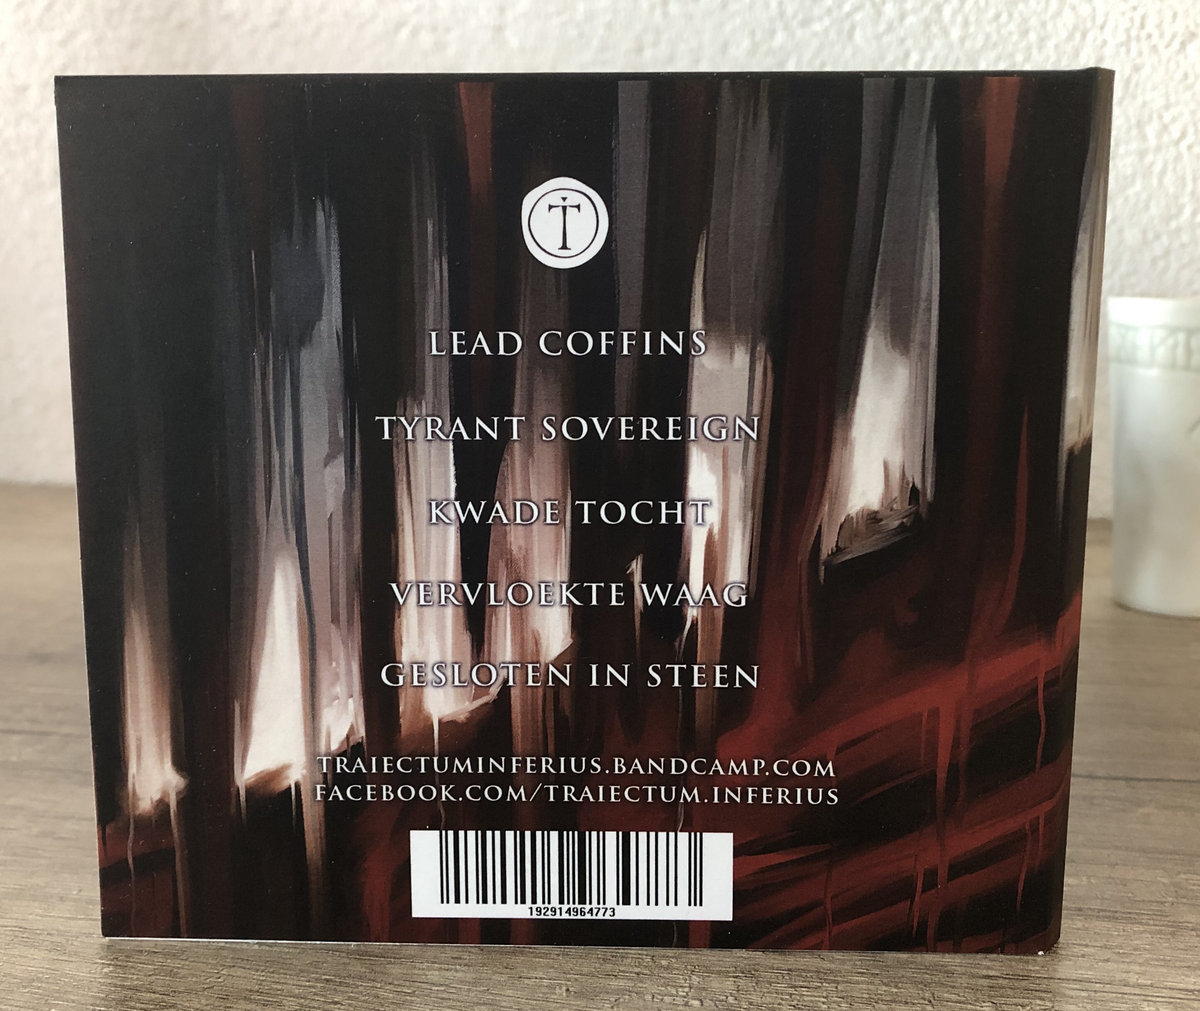 T
LEAD COFFINS
TYRANT SOVEREIGN
KWADE TOCHT
VERVLOEKTE WAAG
GESLOTEN IN STEEN
TRAIECTUMINFERIUS.BANDCAMP.COM
FACEBOOK.COM/TRAIECTUM.INFERIUS
192914964773